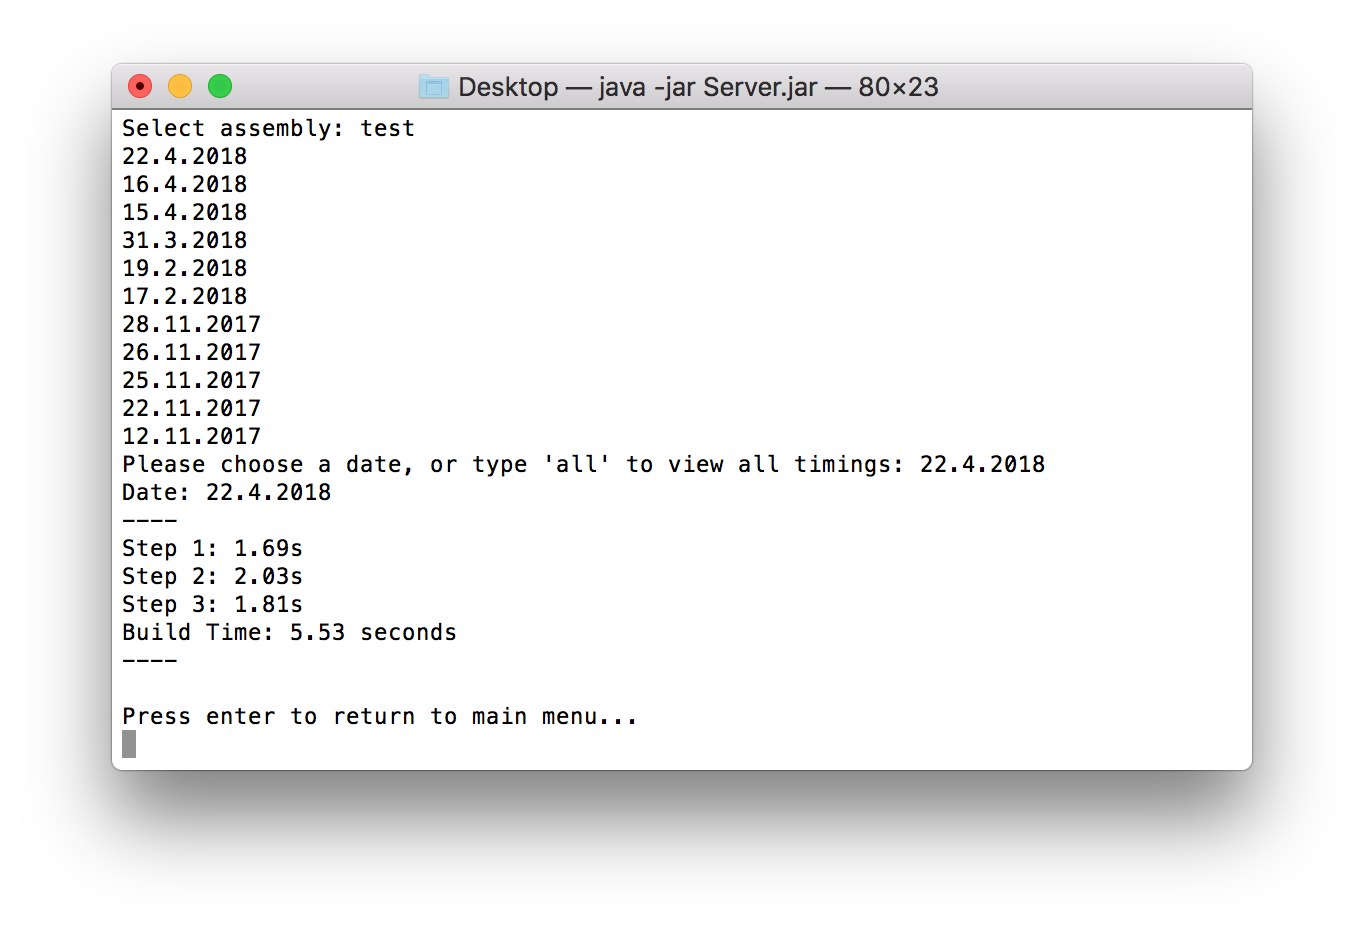 Desktop — java -jar Server.jar — 80×23
Select assembly: test
22.4.2018
16.4.2018
15.4.2018
31.3.2018
19.2.2018
17.2.2018
28.11.2017
26.11.2017
25.11.2017
22.11.2017
12.11.2017
Please choose a date, or type 'all' to view all timings: 22.4.2018
Date: 22.4.2018
----
Step 1: 1.69s
Step 2: 2.03s
Step 3: 1.81s
Build Time: 5.53 seconds
----
Press enter to return to main menu...